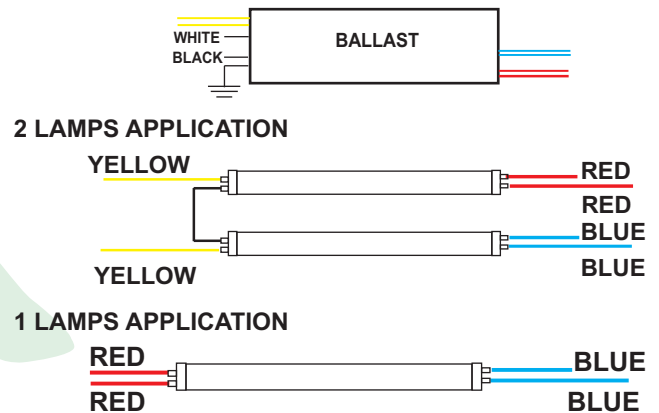 WHITE
BALLAST
BLACK
2 LAMPS APPLICATION
YELLOW
RED
RED
BLUE
YELLOW
BLUE
1 LAMPS APPLICATION
RED
BLUE
RED
BLUE